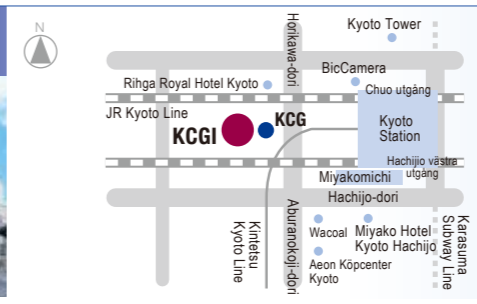 N
Kyoto Tower
Horikawa-dori
BicCamera
Rihga Royal Hotel Kyoto
Chuo utgång
JR Kyoto Line
KCGI
KCG
Kyoto
Station
Hachijio västra
utgång
Miyakomichi
Hachijo-dori
Kintetsu
Kyoto Line
Aburanokoji-dori
Wacoal
Miyako Hotel
Kyoto Hachijo
Aeon Köpcenter
Kyoto
Karasuma
Subway Line